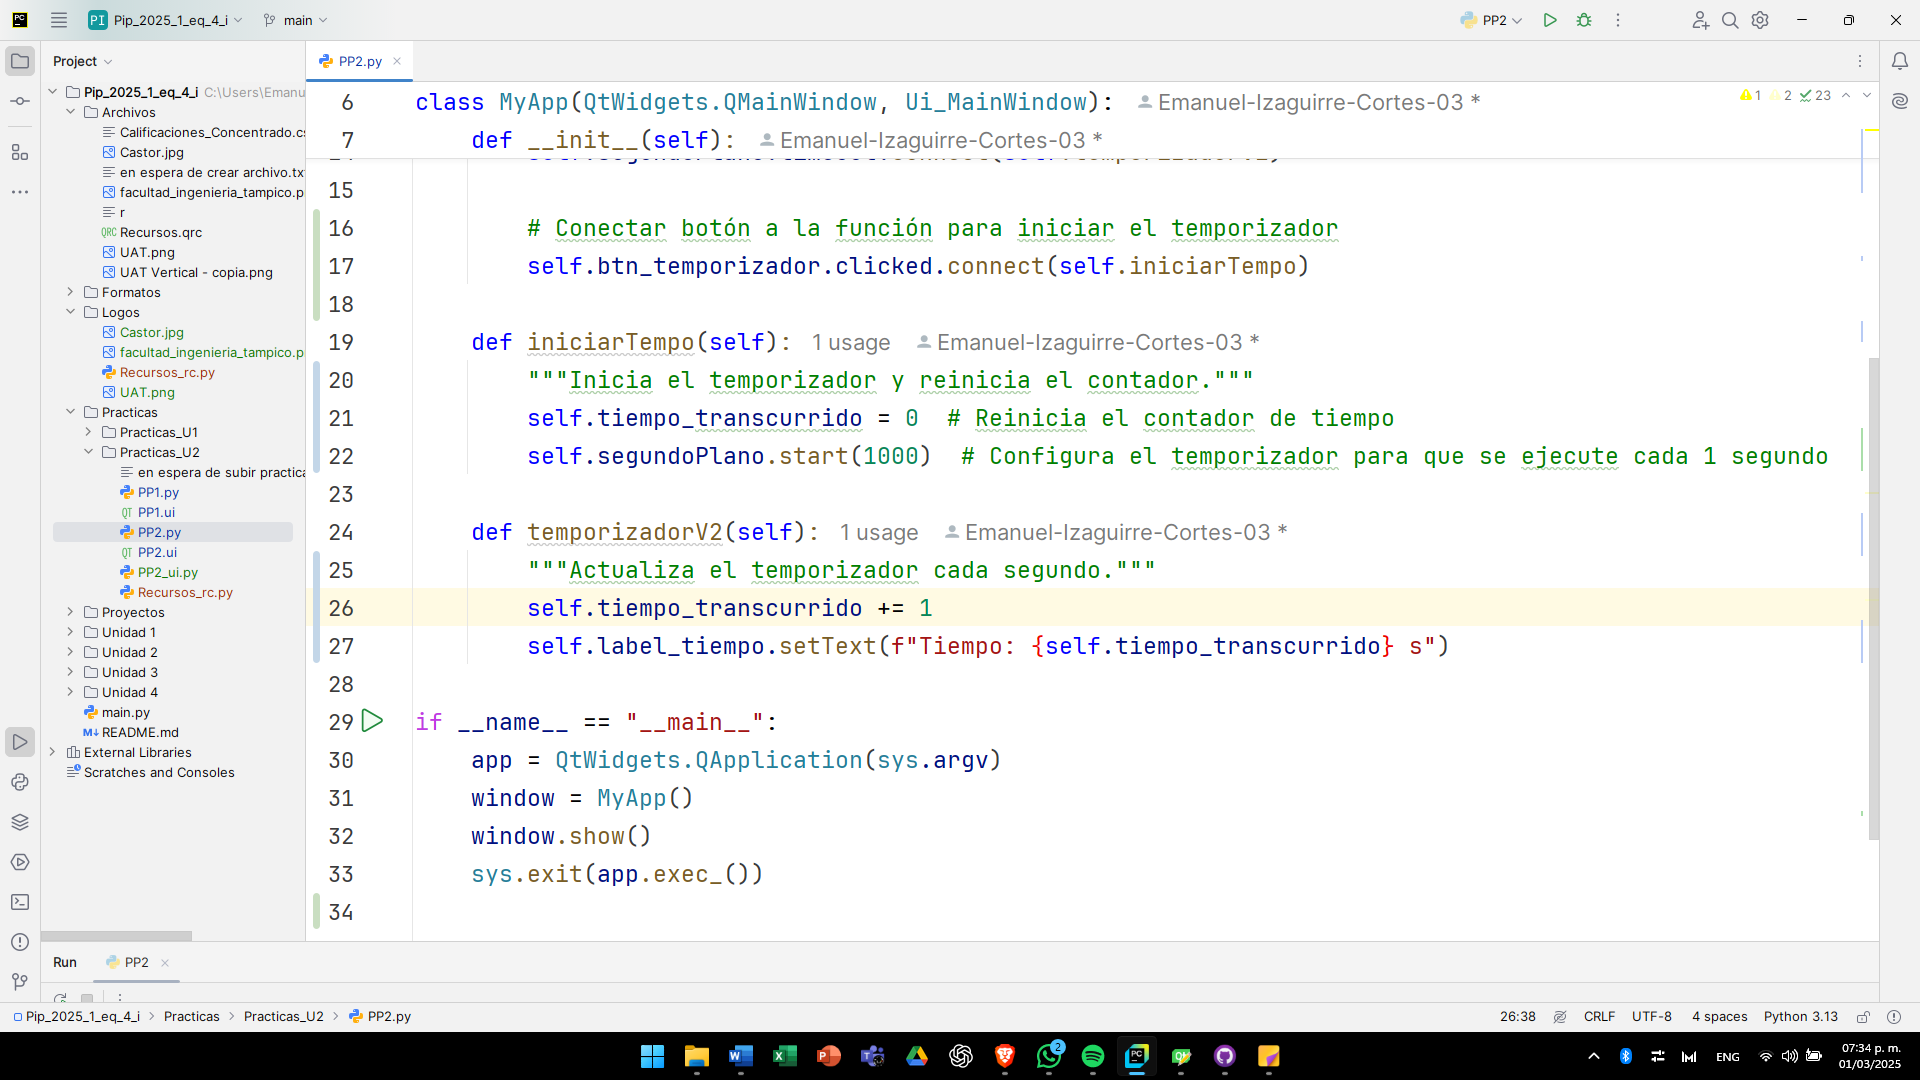 PC
PI Pip_2025_1_eq_4_i main
PP2
Project
PP2.py
Pip_2025_1_eq_4_i C:\Users\Emanu
Archivos
Calificaciones_Concentrado.cs
Castor.jpg
en espera de crear archivo.tx
facultad_ingenieria_tampico.p
r
QRC Recursos.qrc
UAT.png
UAT Vertical - copia.png
Formatos
Logos
Castor.jpg
facultad_ingenieria_tampico.p
Recursos_rc.py
UAT.png
Practicas
Practicas_U1
Practicas_U2
en espera de subir practica
PP1.py
QT PP1.ui
PP2.py
QT PP2.ui
PP2_ui.py
Recursos_rc.py
Proyectos
Unidad 1
Unidad 2
Unidad 3
Unidad 4
main.py
M↓ README.md
External Libraries
Scratches and Consoles
6 class MyApp(QtWidgets.QMainWindow, Ui_MainWindow): Emanuel-Izaguirre-Cortes-03 *
1 2 23
7 def __init__(self): Emanuel-Izaguirre-Cortes-03 *
15
16 # Conectar botón a la función para iniciar el temporizador
17 self.btn_temporizador.clicked.connect(self.iniciarTempo)
18
19 def iniciarTempo(self): 1 usage Emanuel-Izaguirre-Cortes-03 *
20 """Inicia el temporizador y reinicia el contador."""
21 self.tiempo_transcurrido = 0 # Reinicia el contador de tiempo
22 self.segundoPlano.start(1000) # Configura el temporizador para que se ejecute cada 1 segundo
23
24 def temporizadorV2(self): 1 usage Emanuel-Izaguirre-Cortes-03 *
25 """Actualiza el temporizador cada segundo."""
26 self.tiempo_transcurrido += 1
27 self.label_tiempo.setText(f"Tiempo: {self.tiempo_transcurrido} s")
28
29 if __name__ == "__main__":
30 app = QtWidgets.QApplication(sys.argv)
31 window = MyApp()
32 window.show()
33 sys.exit(app.exec_())
34
Run PP2
Pip_2025_1_eq_4_i > Practicas > Practicas_U2 > PP2.py
26:38 CRLF UTF-8 4 spaces Python 3.13
2
ENG
07:34 p. m.
01/03/2025